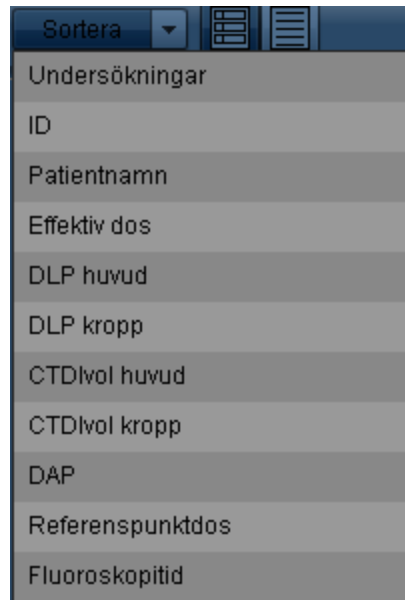 Sortera
Undersökningar
ID
Patientnamn
Effektiv dos
DLP huvud
DLP kropp
CTDIvol huvud
CTDIvol kropp
DAP
Referenspunktdos
Fluoroskopitid